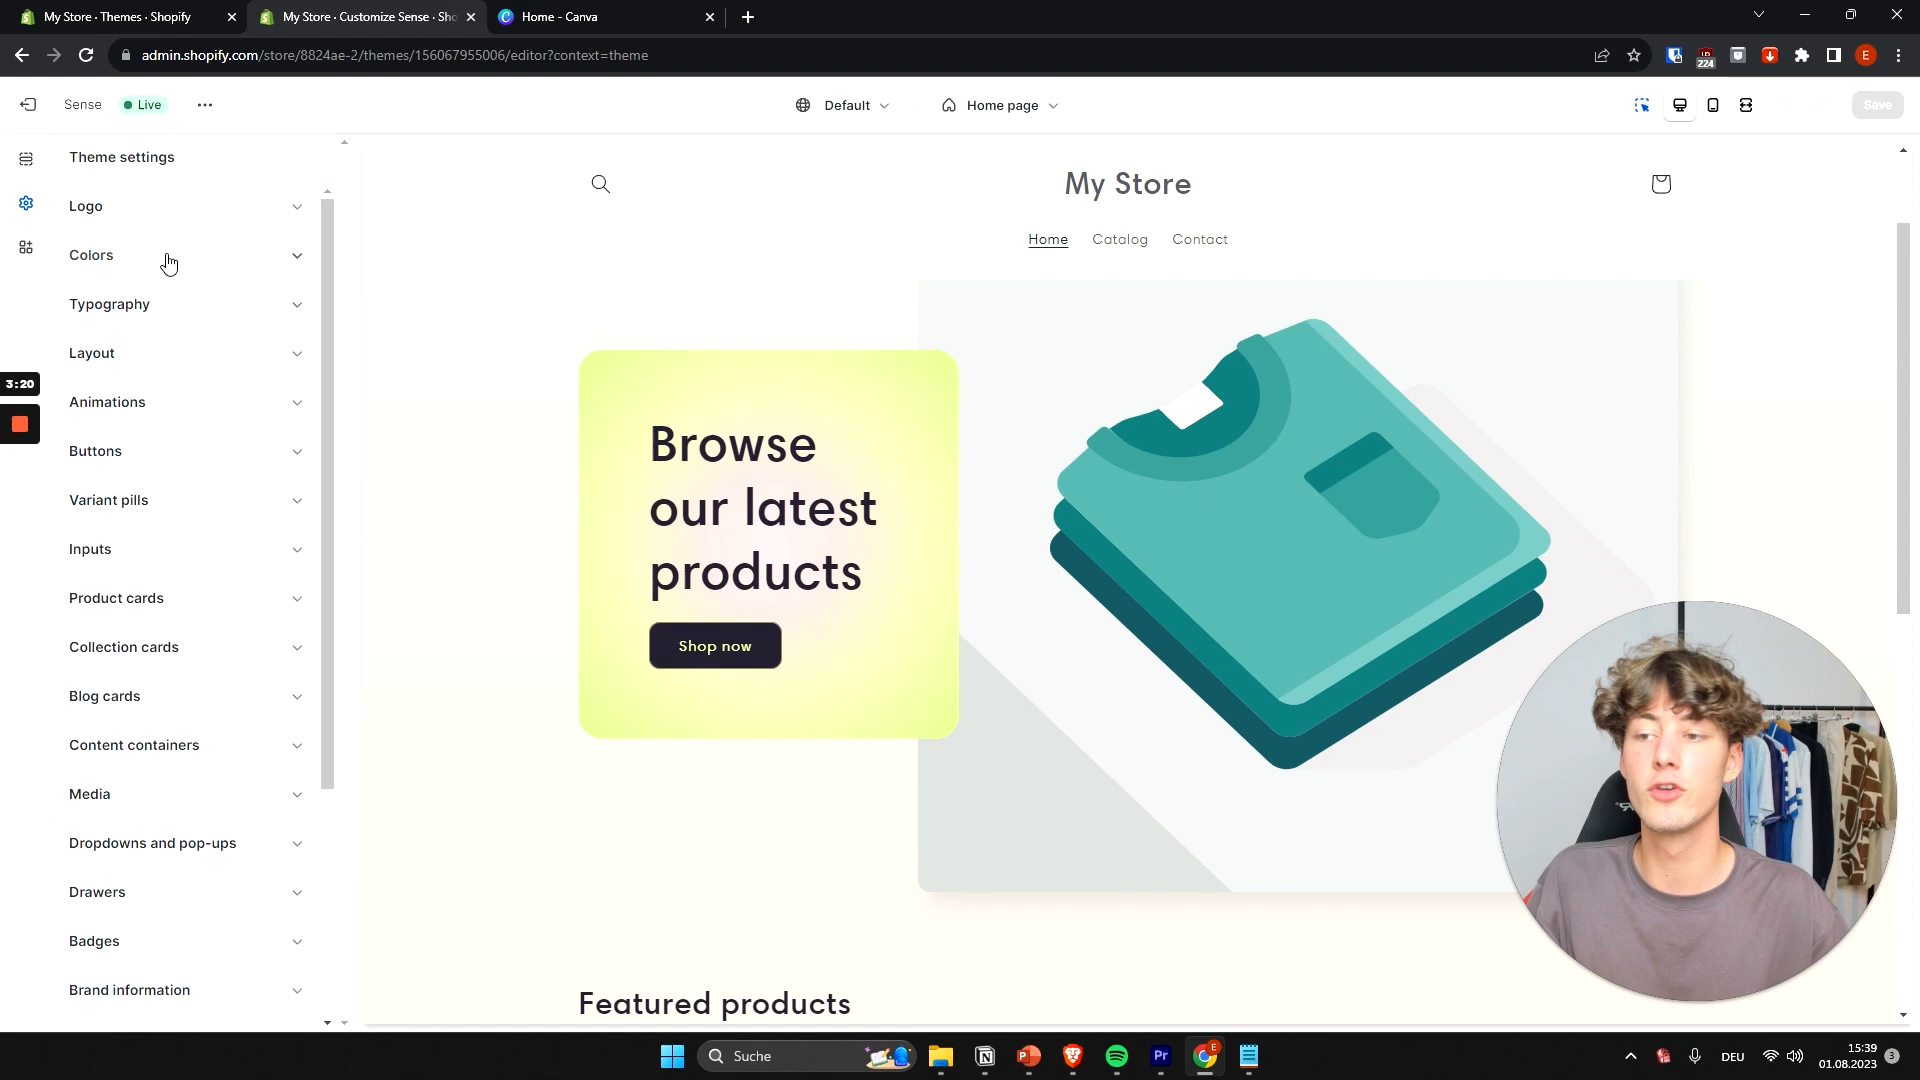 My Store · Themes · Shopify
My Store · Customize Sense · Sho
Home - Canva
admin.shopify.com/store/8824ae-2/themes/156067955006/editor?context=theme
224
E
Sense
Live
Default
Home page
Save
Theme settings
Logo
Colors
Typography
Layout
Animations
Buttons
Variant pills
Inputs
Product cards
Collection cards
Blog cards
Content containers
Media
Dropdowns and pop-ups
Drawers
Badges
Brand information
3:20
My Store
Home
Catalog
Contact
Browse
our latest
products
Shop now
Featured products
Suche
P
Pr
E
DEU
15:39
01.08.2023
3